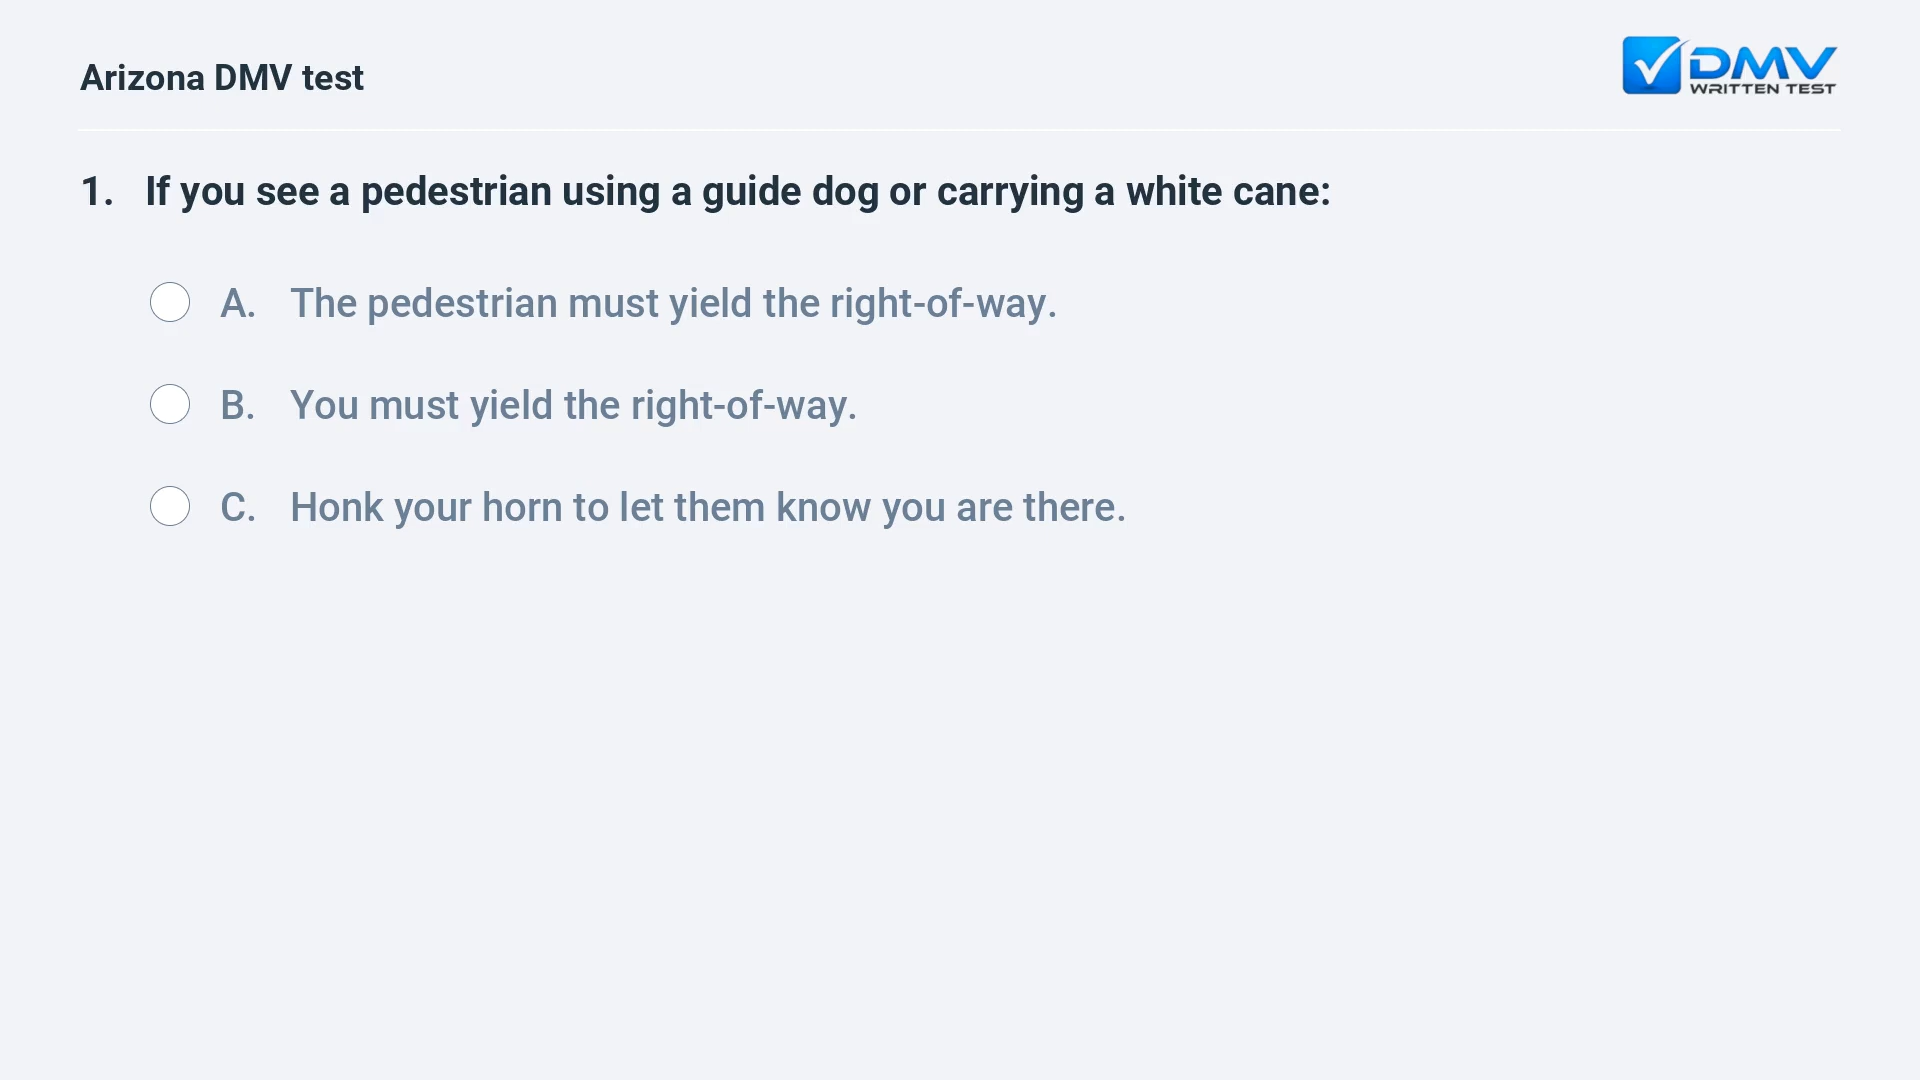 Arizona DMV test
DMV
WRITTEN TEST
1. If you see a pedestrian using a guide dog or carrying a white cane:
A. The pedestrian must yield the right-of-way.
B. You must yield the right-of-way.
C. Honk your horn to let them know you are there.